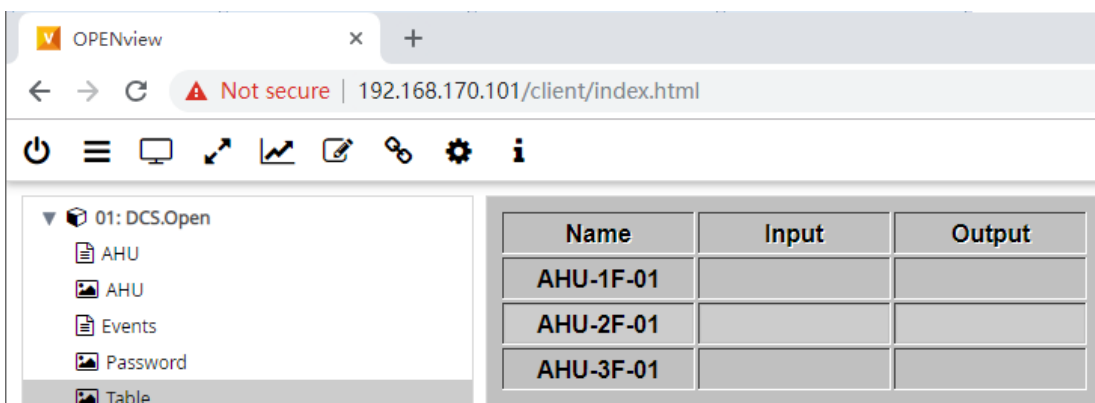 OPENview
Not secure | 192.168.170.101/client/index.html
01: DCS.Open
AHU
AHU
Events
Password
Table
Name Input Output
AHU-1F-01
AHU-2F-01
AHU-3F-01